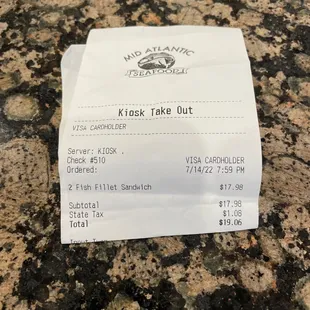 MID ATLANTIC
SEAFOOD
Kiosk Take Out
VISA CARDHOLDER
Server: KIOSK .
Check #510 VISA CARDHOLDER
Ordered: 7/14/22 7:59 PM
2 Fish Fillet Sandwich $17.98
Subtotal $17.98
State Tax $1.08
Total $19.06